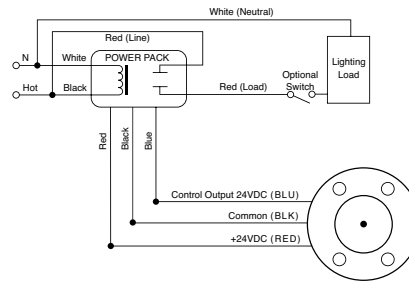 White (Neutral)
Red (Line)
N
White
POWER PACK
Lighting
Load
Optional
Switch
Hot
Black
Red (Load)
Red
Black
Blue
Control Output 24VDC (BLU)
Common (BLK)
+24VDC (RED)